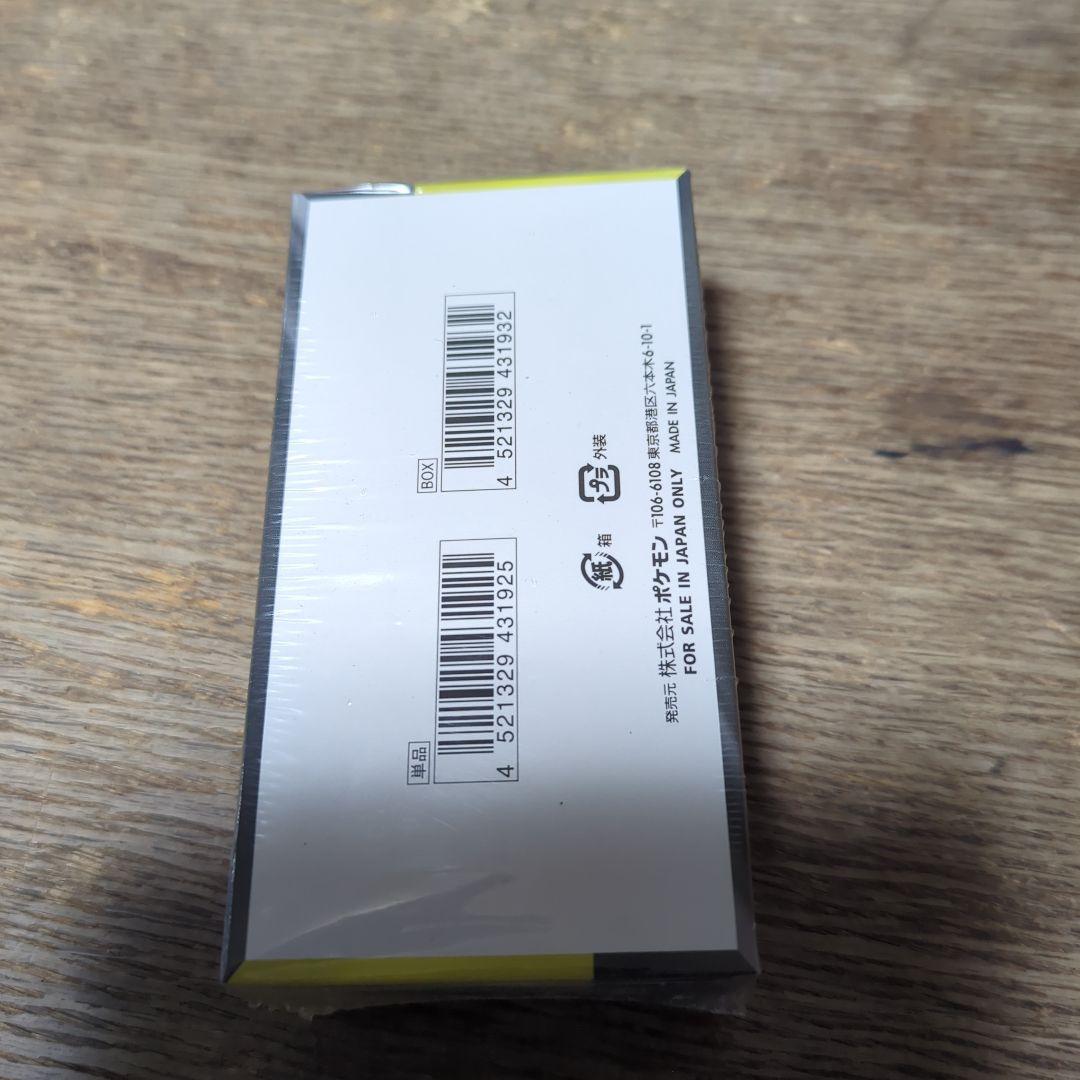 単品
4 521329 431925
BOX
4 521329 431932
紙 箱
プラ 外装
発売元 株式会社 ポケモン 〒106-6108 東京都港区六本木6-10-1
FOR SALE IN JAPAN ONLY MADE IN JAPAN